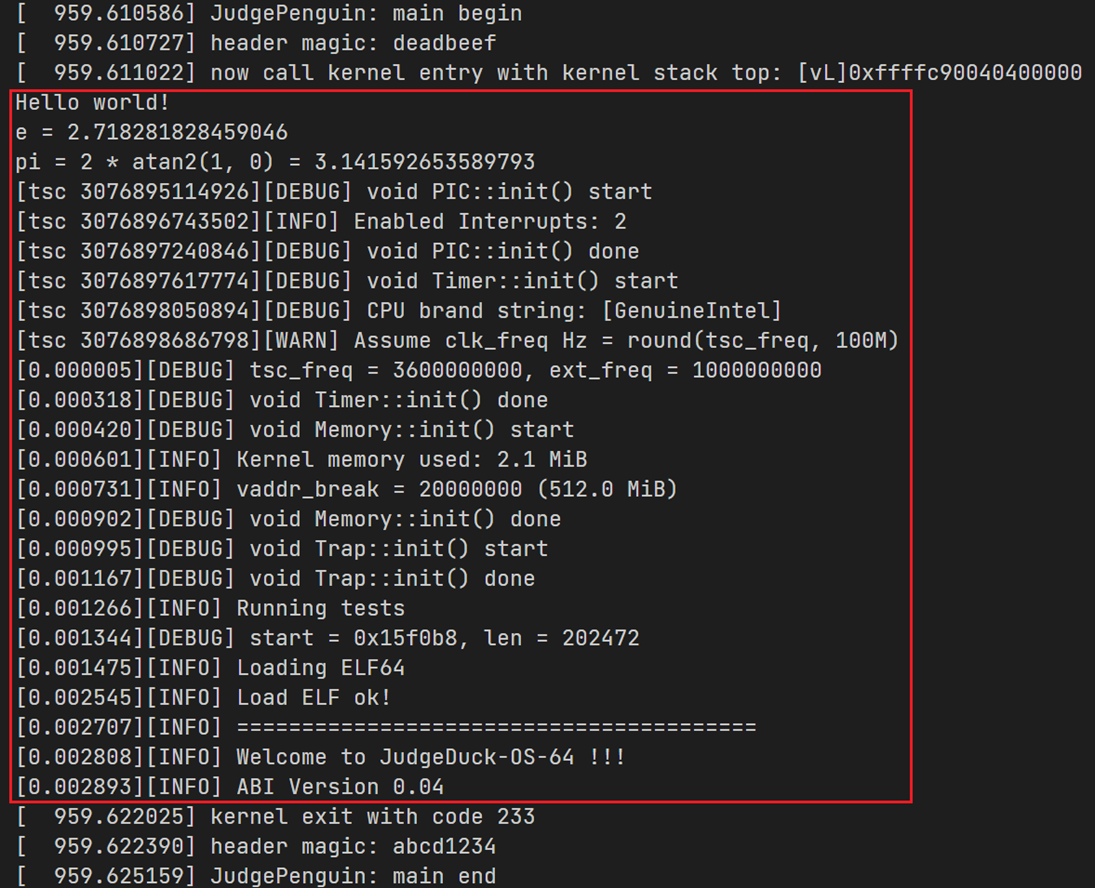 [  959.610586] JudgePenguin: main begin
[  959.610727] header magic: deadbeef
[  959.611022] now call kernel entry with kernel stack top: [vL]0xffffc90040400000
Hello world!
e = 2.718281828459046
pi = 2 * atan2(1, 0) = 3.141592653589793
[tsc 3076895114926][DEBUG] void PIC::init() start
[tsc 3076896743502][INFO] Enabled Interrupts: 2
[tsc 3076897240846][DEBUG] void PIC::init() done
[tsc 3076897617774][DEBUG] void Timer::init() start
[tsc 3076898050894][DEBUG] CPU brand string: [GenuineIntel]
[tsc 3076898686798][WARN] Assume clk_freq Hz = round(tsc_freq, 100M)
[0.000005][DEBUG] tsc_freq = 3600000000, ext_freq = 1000000000
[0.000318][DEBUG] void Timer::init() done
[0.000420][DEBUG] void Memory::init() start
[0.000601][INFO] Kernel memory used: 2.1 MiB
[0.000731][INFO] vaddr_break = 20000000 (512.0 MiB)
[0.000902][DEBUG] void Memory::init() done
[0.000995][DEBUG] void Trap::init() start
[0.001167][DEBUG] void Trap::init() done
[0.001266][INFO] Running tests
[0.001344][DEBUG] start = 0x15f0b8, len = 202472
[0.001475][INFO] Loading ELF64
[0.002545][INFO] Load ELF ok!
[0.002707][INFO] ========================================
[0.002808][INFO] Welcome to JudgeDuck-OS-64 !!!
[0.002893][INFO] ABI Version 0.04
[  959.622025] kernel exit with code 233
[  959.622390] header magic: abcd1234
[  959.625159] JudgePenguin: main end